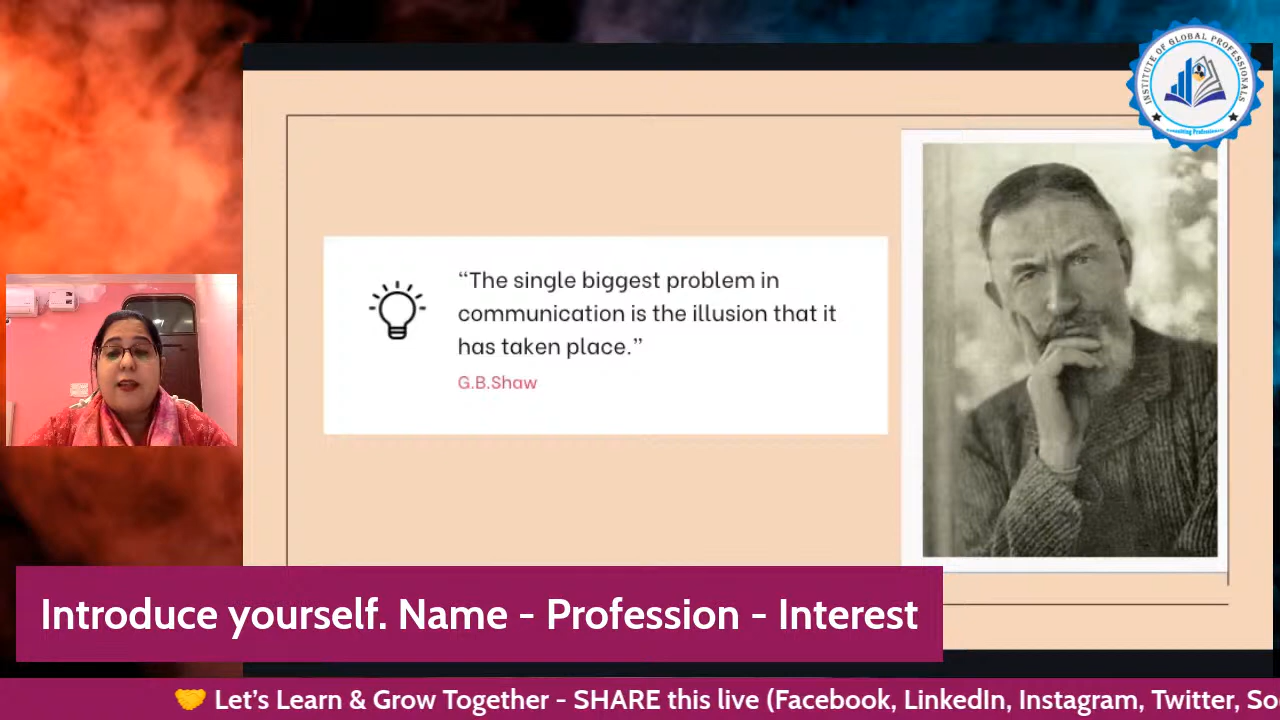 INSTITUTE OF GLOBAL PROFESSIONALS
“The single biggest problem in
communication is the illusion that it
has taken place.”
G.B.Shaw
Introduce yourself. Name - Profession - Interest
Let's Learn & Grow Together - SHARE this live (Facebook, LinkedIn, Instagram, Twitter, So